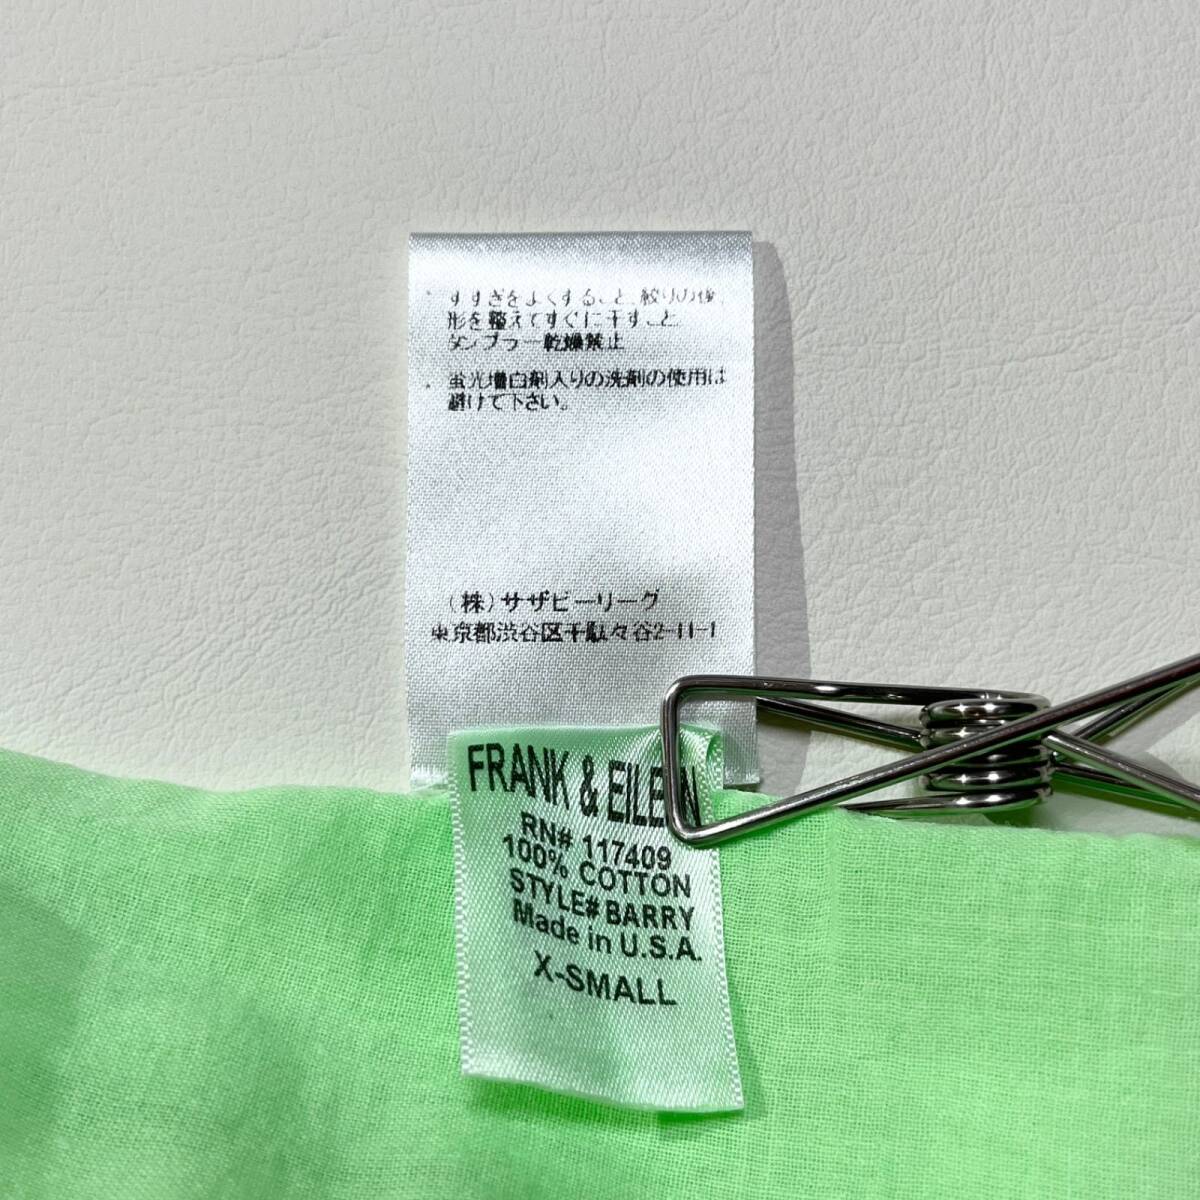 ・すすぎをよくすること、絞りの後、
形を整えてすぐに干すこと。
タンブラー乾燥禁止
・蛍光増白剤入りの洗剤の使用は
避けて下さい。
（株）サザビーリーグ
東京都渋谷区千駄々谷2-11-1
FRANK & EILEEN
RN# 117409
100% COTTON
STYLE# BARRY
Made in U.S.A.
X-SMALL